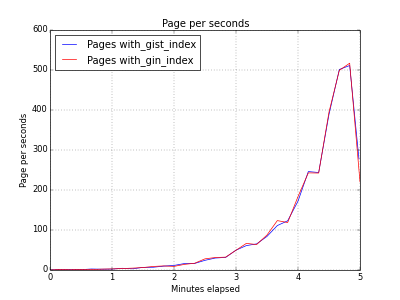 Page per seconds
600
500
400
300
200
100
0
Page per seconds
Pages with_gist_index
Pages with_gin_index
0 1 2 3 4 5
Minutes elapsed